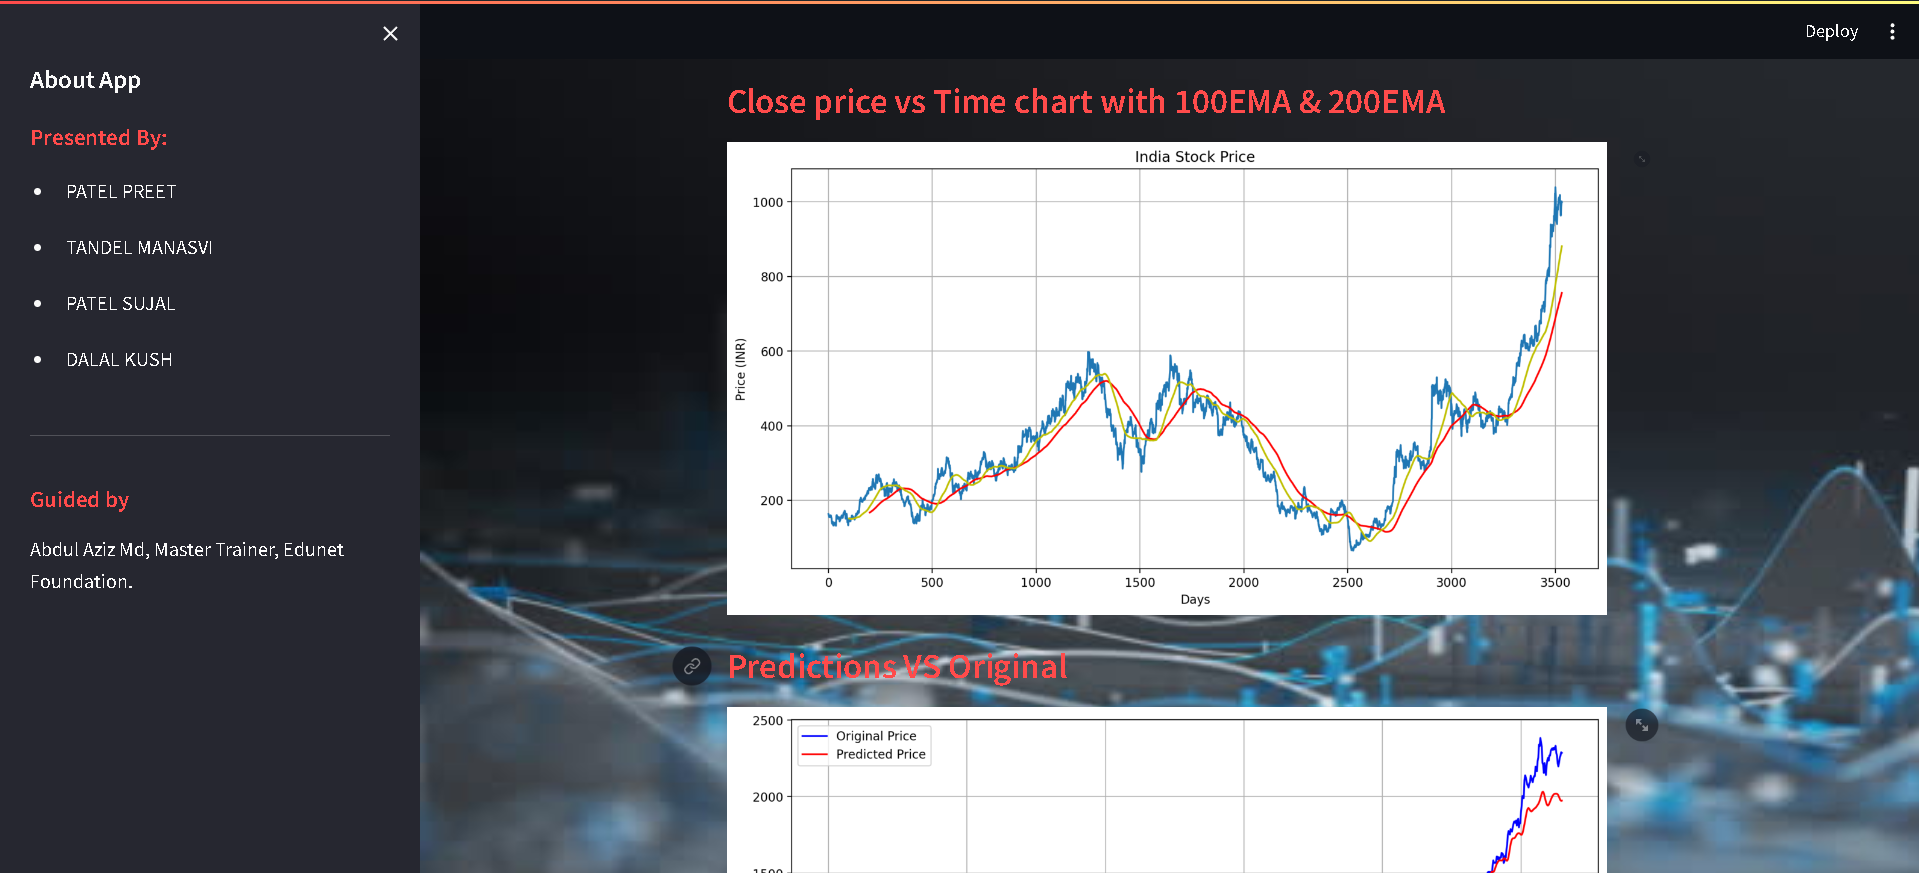 Deploy
About App
Presented By:
PATEL PREET
TANDEL MANASVI
PATEL SUJAL
DALAL KUSH
Guided by
Abdul Aziz Md, Master Trainer, Edunet
Foundation.
Close price vs Time chart with 100EMA & 200EMA
India Stock Price
1000
800
600
400
200
Price (INR)
0 500 1000 1500 2000 2500 3000 3500
Days
Predictions VS Original
2500
Original Price
Predicted Price
2000
1500